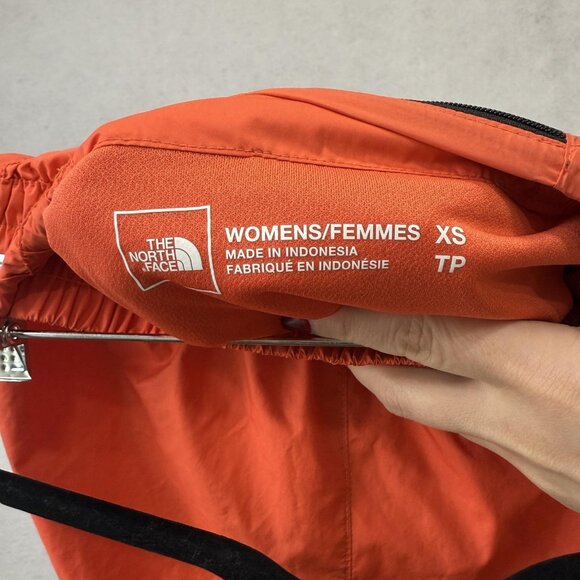 THE
NORTH
FACE
WOMENS/FEMMES XS
MADE IN INDONESIA
FABRIQUÉ EN INDONÉSIE
TP